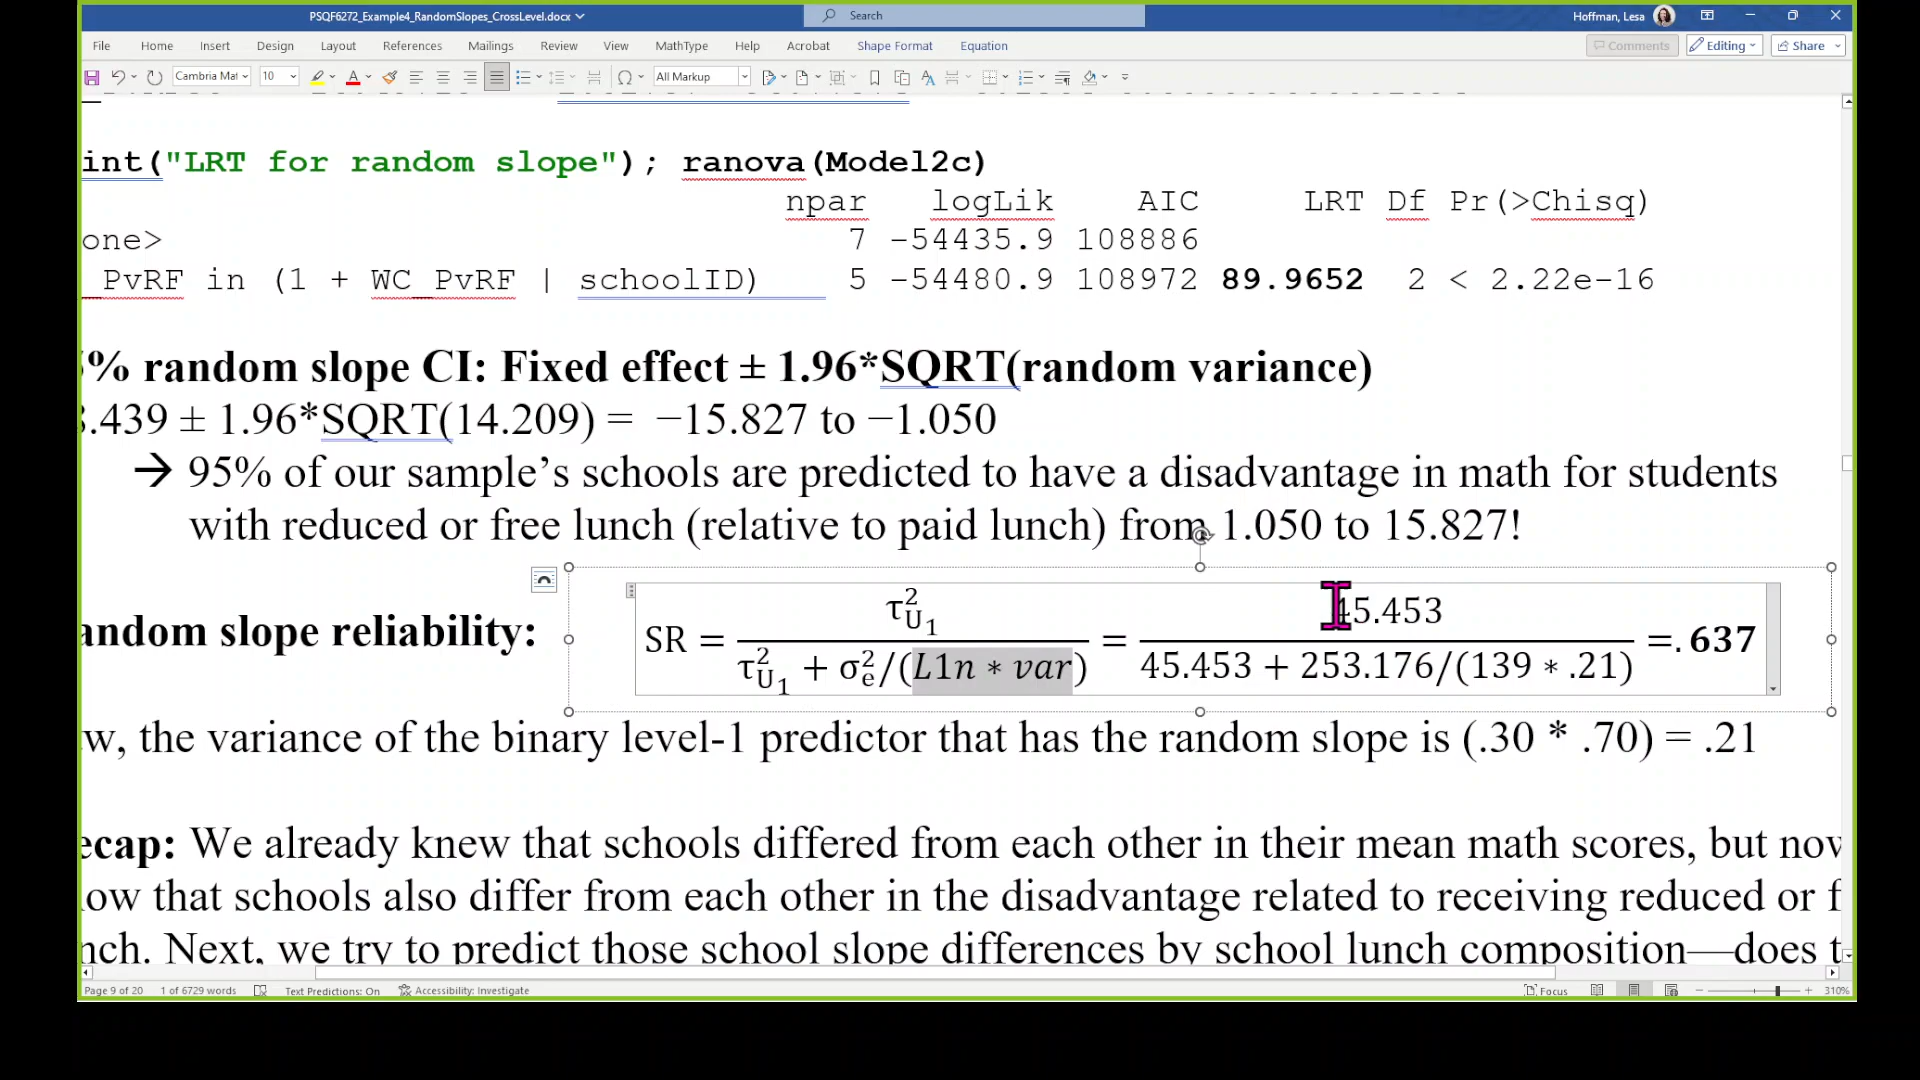 PSQF6272_Example4_RandomSlopes_CrossLevel.docx
Search
Hoffman, Lesa
File Home Insert Design Layout References Mailings Review View MathType Help Acrobat Shape Format Equation
Comments Editing Share
Cambria Mat 10 All Markup
int("LRT for random slope"); ranova(Model2c)
npar logLik AIC LRT Df Pr(>Chisq)
one> 7 -54435.9 108886
_PvRF in (1 + WC_PvRF | schoolID) 5 -54480.9 108972 89.9652 2 < 2.22e-16
% random slope CI: Fixed effect ± 1.96*SQRT(random variance)
.439 ± 1.96*SQRT(14.209) = −15.827 to −1.050
→ 95% of our sample’s schools are predicted to have a disadvantage in math for students
with reduced or free lunch (relative to paid lunch) from 1.050 to 15.827!
andom slope reliability: SR = τ²U₁ / (τ²U₁ + σ²e/(L1n * var)) = 45.453 / (45.453 + 253.176/(139 * .21)) =.637
w, the variance of the binary level-1 predictor that has the random slope is (.30 * .70) = .21
ecap: We already knew that schools differed from each other in their mean math scores, but now
ow that schools also differ from each other in the disadvantage related to receiving reduced or f
nch. Next, we try to predict those school slope differences by school lunch composition—does t
Page 9 of 20 1 of 6729 words Text Predictions: On Accessibility: Investigate Focus 310%